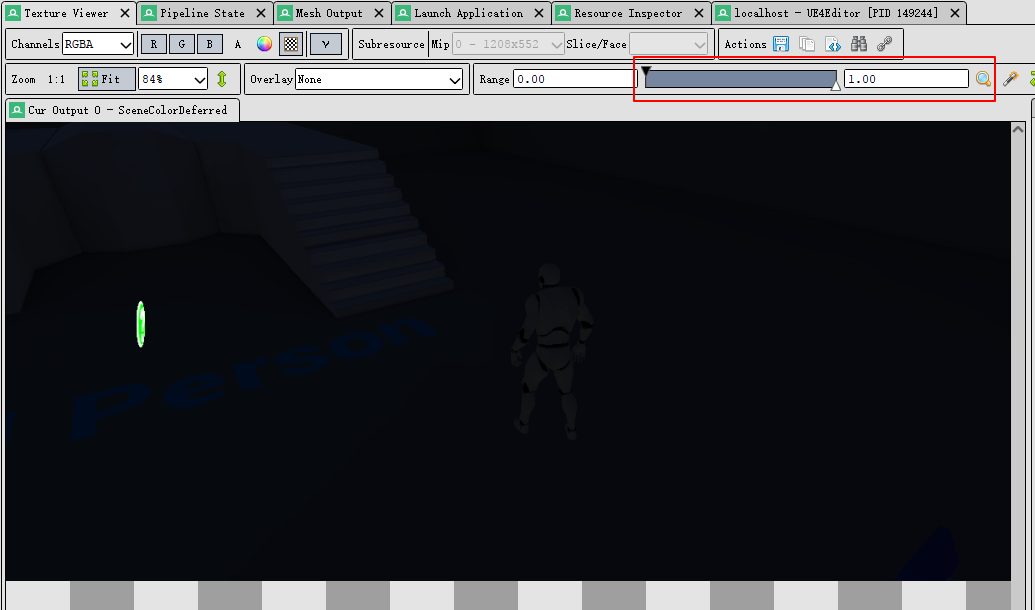 Texture Viewer Pipeline State Mesh Output Launch Application Resource Inspector localhost - UE4Editor [PID 149244]
Channels RGBA R G B A γ Subresource Mip 0 - 1208x552 Slice/Face Actions
Zoom 1:1 Fit 84% Overlay None Range 0.00 1.00
Cur Output 0 - SceneColorDeferred
Person